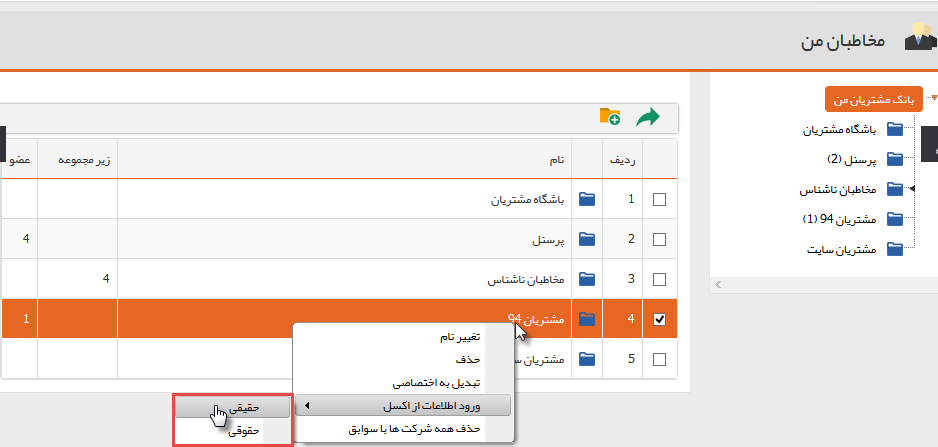 مخاطبان من
بانک مشتریان من
باشگاه مشتریان
پرسنل (2)
مخاطبان ناشناس
مشتریان 94 (1)
مشتریان سایت
ردیف نام زیر مجموعه عضو
1 باشگاه مشتریان
2 پرسنل 4
3 مخاطبان ناشناس 4
4 مشتریان 94 1
5 مشتریان
تغییر نام
حذف
تبدیل به اختصاصی
ورود اطلاعات از اکسل
حذف همه شرکت ها با سوابق
حقیقی
حقوقی